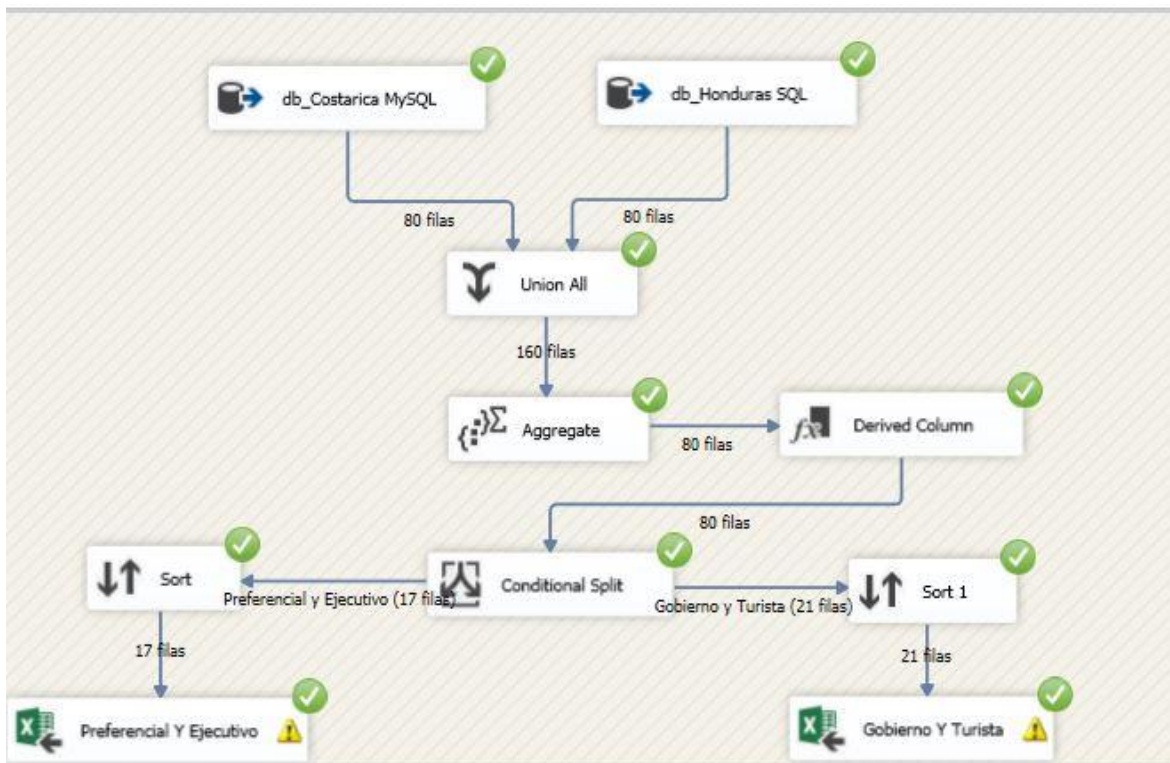 db_Costarica MySQL
db_Honduras SQL
80 filas
80 filas
Union All
160 filas
Aggregate
80 filas
Derived Column
80 filas
Sort
Preferencial y Ejecutivo (17 filas)
Conditional Split
Gobierno y Turista (21 filas)
Sort 1
17 filas
21 filas
Preferencial Y Ejecutivo
Gobierno Y Turista